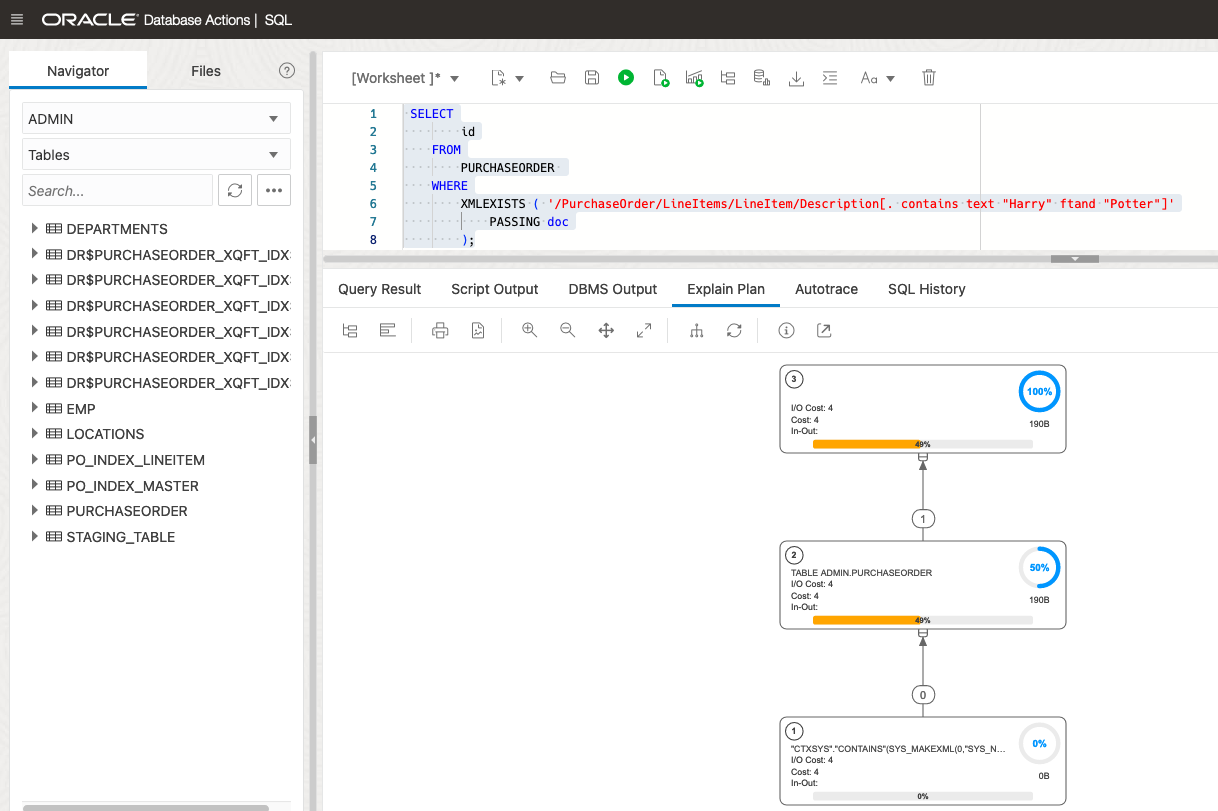 ORACLE Database Actions | SQL
Navigator
Files
?
ADMIN
Tables
Search...
DEPARTMENTS
DR$PURCHASEORDER_XQFT_IDX
DR$PURCHASEORDER_XQFT_IDX
DR$PURCHASEORDER_XQFT_IDX
DR$PURCHASEORDER_XQFT_IDX
DR$PURCHASEORDER_XQFT_IDX
DR$PURCHASEORDER_XQFT_IDX
EMP
LOCATIONS
PO_INDEX_LINEITEM
PO_INDEX_MASTER
PURCHASEORDER
STAGING_TABLE
[Worksheet ]*
Aa
1 SELECT
2 id
3 FROM
4 PURCHASEORDER
5 WHERE
6 XMLEXISTS ( '/PurchaseOrder/LineItems/LineItem/Description[. contains text "Harry" ftand "Potter"]'
7 PASSING doc
8 );
Query Result Script Output DBMS Output Explain Plan Autotrace SQL History
3
100%
190B
I/O Cost: 4
Cost: 4
In-Out:
49%
1
2
50%
190B
TABLE ADMIN.PURCHASEORDER
I/O Cost: 4
Cost: 4
In-Out:
49%
0
1
0%
0B
"CTXSYS"."CONTAINS"(SYS_MAKEXML(0,"SYS_N...
I/O Cost: 4
Cost: 4
In-Out:
0%